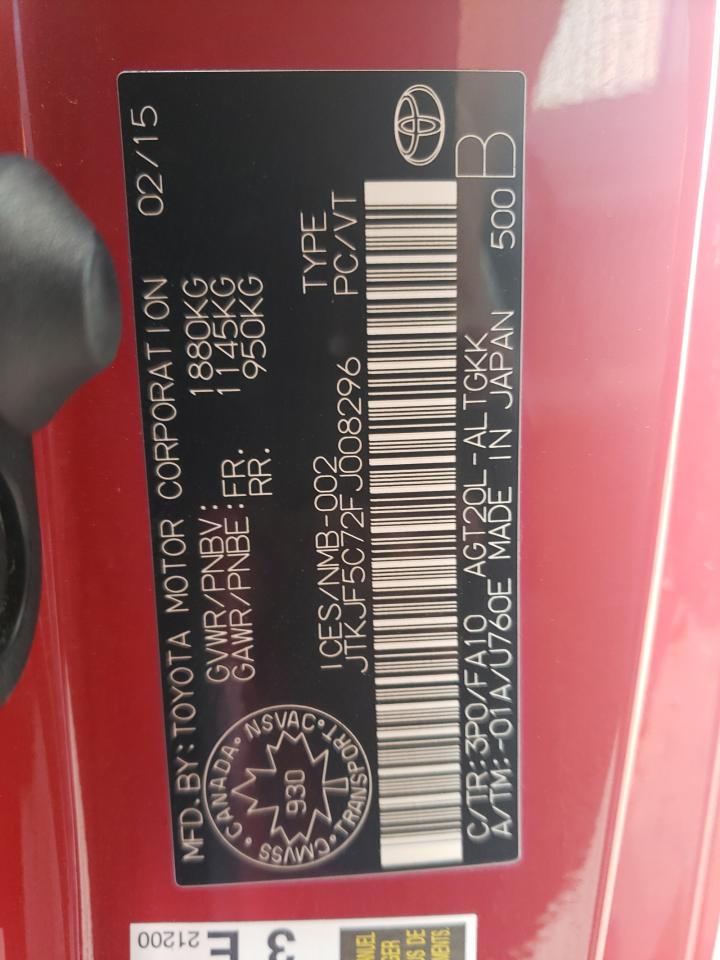 MFD.BY:TOYOTA MOTOR CORPORATION 02/15
GVWR/PNBV: 1880KG
GAWR/PNBE:FR. 1145KG
RR. 950KG
CANADA · NSVAC · TRANSPORT · CMVSS
930
ICES/NMB-002 TYPE
JTKJF5C72FJ008296 PC/VT
C/TR:3P0/FA10 AGT20L-ALTGKK
A/TM:-01A/U760E MADE IN JAPAN 500 B
21200
3